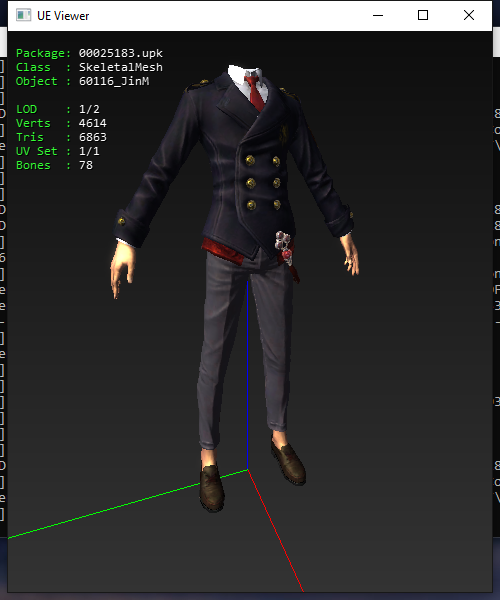 UE Viewer
Package: 00025183.upk
Class : SkeletalMesh
Object : 60116_JinM
LOD : 1/2
Verts : 4614
Tris : 6863
UV Set : 1/1
Bones : 78